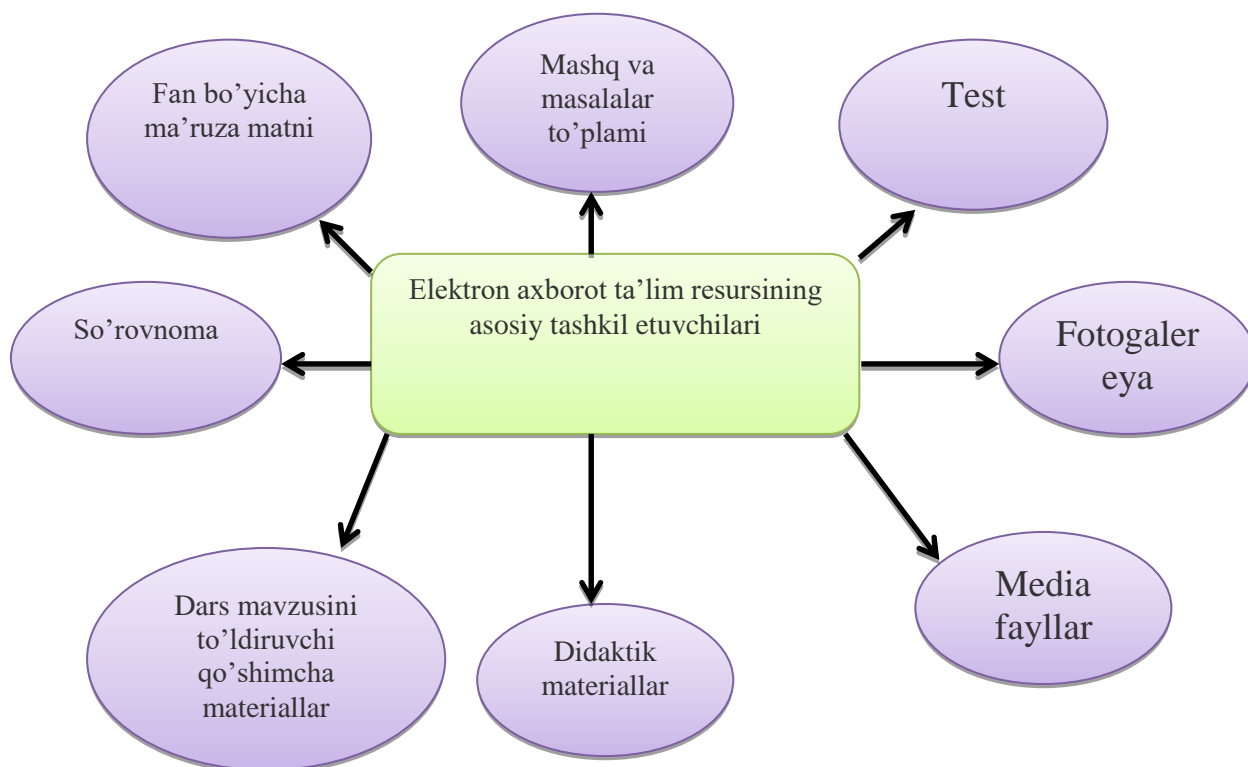 Fan bo’yicha
ma’ruza matni
Mashq va
masalalar
to’plami
Test
Elektron axborot ta’lim resursining
asosiy tashkil etuvchilari
So’rovnoma
Fotogaler
eya
Dars mavzusini
to’ldiruvchi
qo’shimcha
materiallar
Didaktik
materiallar
Media
fayllar